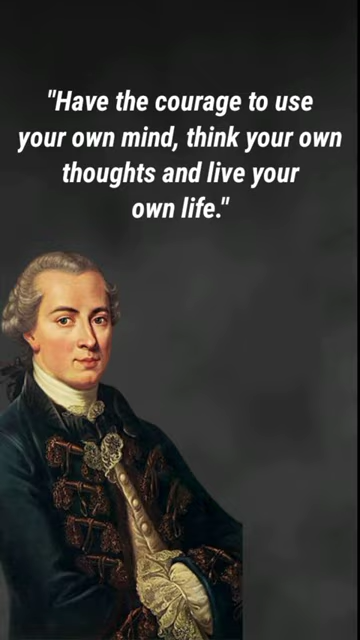 "Have the courage to use
your own mind, think your own
thoughts and live your
own life."